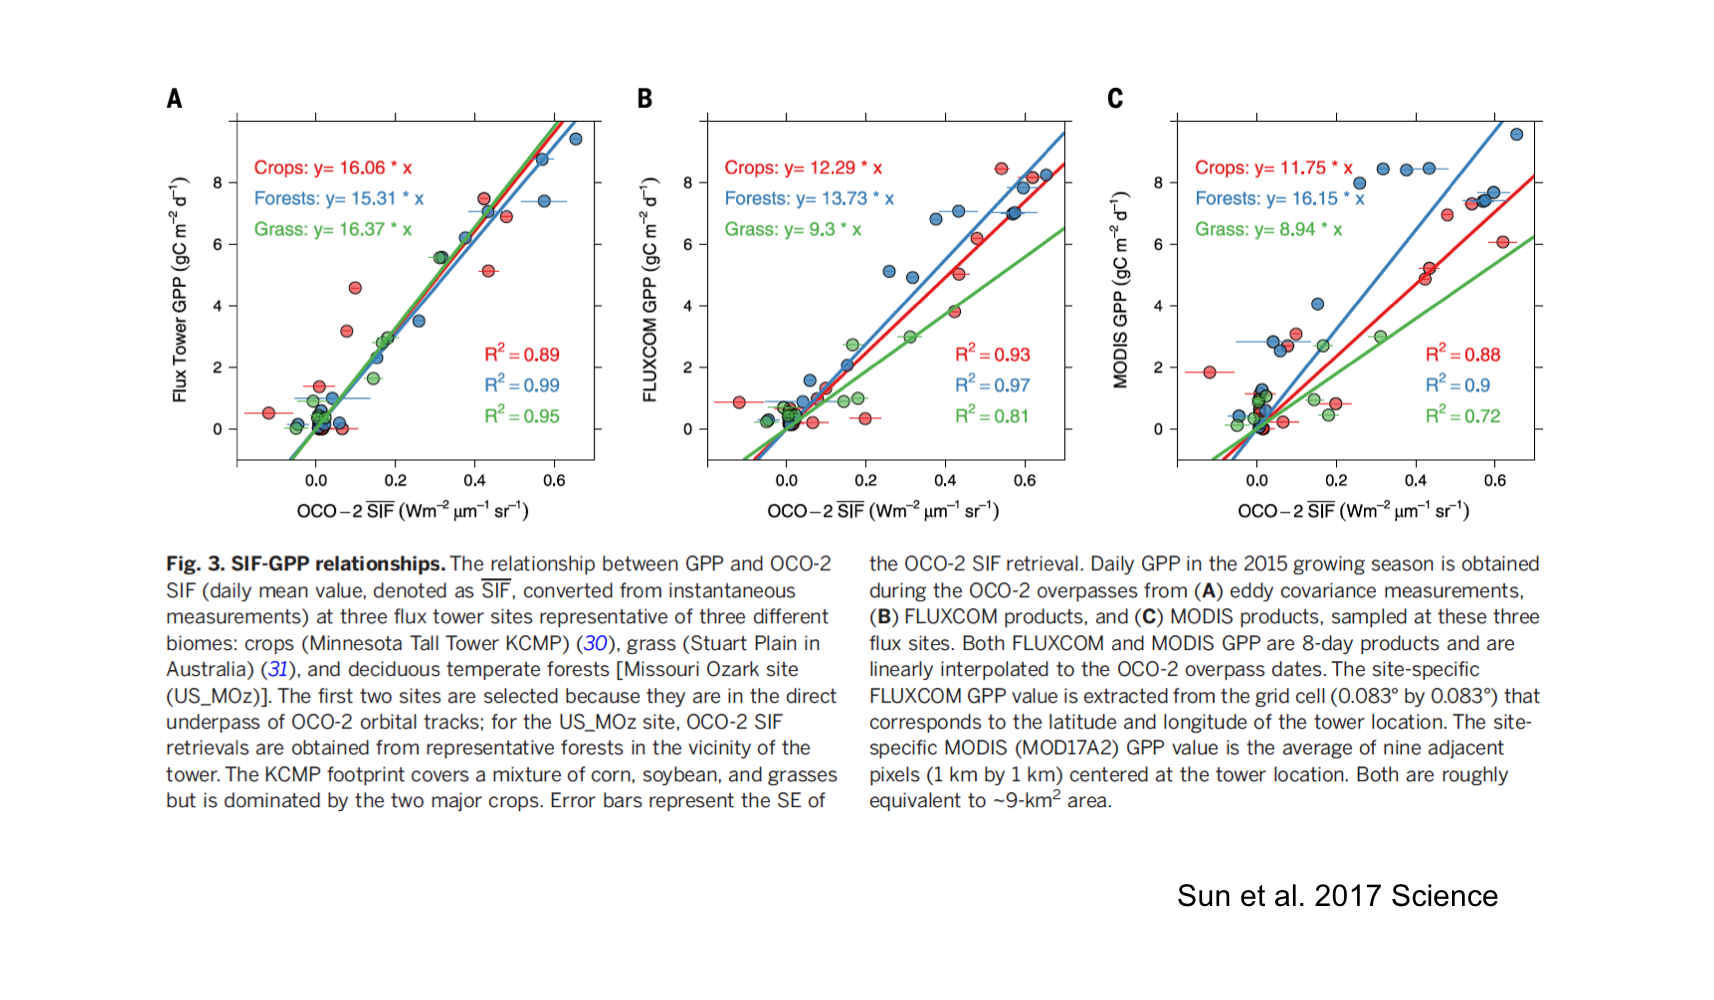 A
B
C
Crops: y= 16.06 * x
Forests: y= 15.31 * x
Grass: y= 16.37 * x
R² = 0.89
R² = 0.99
R² = 0.95
Flux Tower GPP (gC m⁻² d⁻¹)
8
6
4
2
0
0.0 0.2 0.4 0.6
OCO−2 S̅I̅F̅ (Wm⁻² μm⁻¹ sr⁻¹)
Crops: y= 12.29 * x
Forests: y= 13.73 * x
Grass: y= 9.3 * x
R² = 0.93
R² = 0.97
R² = 0.81
FLUXCOM GPP (gC m⁻² d⁻¹)
8
6
4
2
0
0.0 0.2 0.4 0.6
OCO−2 S̅I̅F̅ (Wm⁻² μm⁻¹ sr⁻¹)
Crops: y= 11.75 * x
Forests: y= 16.15 * x
Grass: y= 8.94 * x
R² = 0.88
R² = 0.9
R² = 0.72
MODIS GPP (gC m⁻² d⁻¹)
8
6
4
2
0
0.0 0.2 0.4 0.6
OCO−2 S̅I̅F̅ (Wm⁻² μm⁻¹ sr⁻¹)
Fig. 3. SIF-GPP relationships. The relationship between GPP and OCO-2
SIF (daily mean value, denoted as S̅I̅F̅, converted from instantaneous
measurements) at three flux tower sites representative of three different
biomes: crops (Minnesota Tall Tower KCMP) (30), grass (Stuart Plain in
Australia) (31), and deciduous temperate forests [Missouri Ozark site
(US_MOz)]. The first two sites are selected because they are in the direct
underpass of OCO-2 orbital tracks; for the US_MOz site, OCO-2 SIF
retrievals are obtained from representative forests in the vicinity of the
tower. The KCMP footprint covers a mixture of corn, soybean, and grasses
but is dominated by the two major crops. Error bars represent the SE of
the OCO-2 SIF retrieval. Daily GPP in the 2015 growing season is obtained
during the OCO-2 overpasses from (A) eddy covariance measurements,
(B) FLUXCOM products, and (C) MODIS products, sampled at these three
flux sites. Both FLUXCOM and MODIS GPP are 8-day products and are
linearly interpolated to the OCO-2 overpass dates. The site-specific
FLUXCOM GPP value is extracted from the grid cell (0.083° by 0.083°) that
corresponds to the latitude and longitude of the tower location. The site-
specific MODIS (MOD17A2) GPP value is the average of nine adjacent
pixels (1 km by 1 km) centered at the tower location. Both are roughly
equivalent to ~9-km² area.
Sun et al. 2017 Science